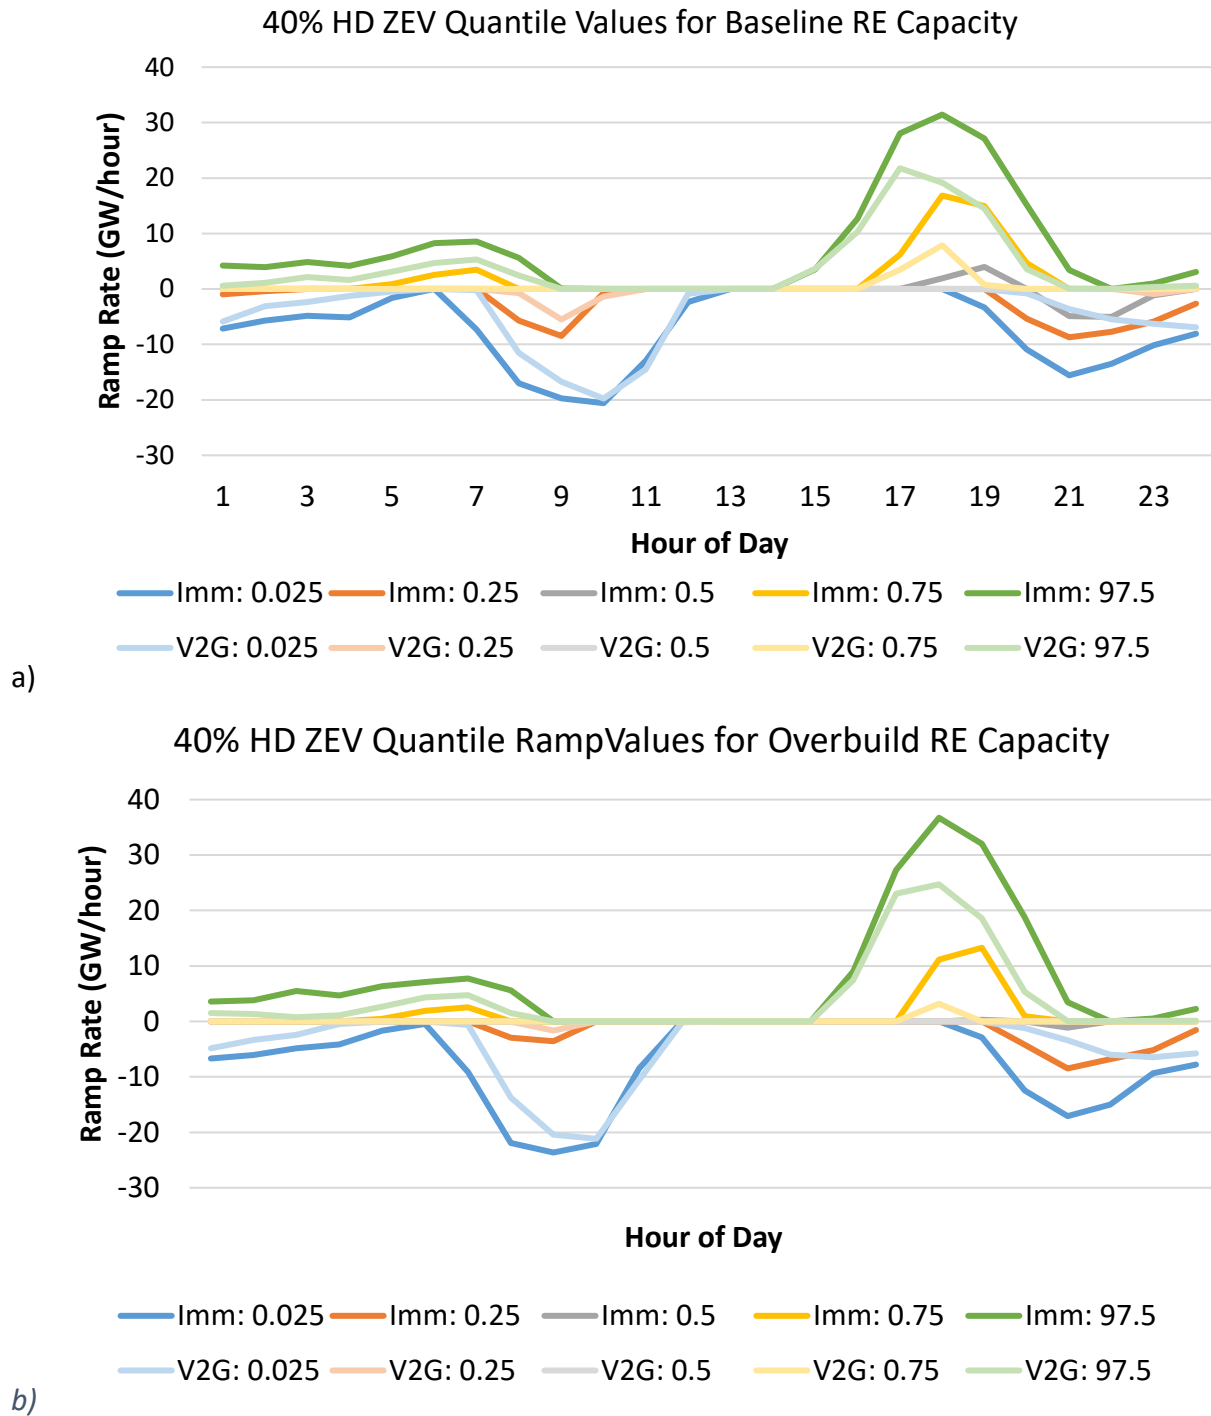 40% HD ZEV Quantile Values for Baseline RE Capacity
40
30
20
10
0
-10
-20
-30
Ramp Rate (GW/hour)
1 3 5 7 9 11 13 15 17 19 21 23
Hour of Day
Imm: 0.025 Imm: 0.25 Imm: 0.5 Imm: 0.75 Imm: 97.5
V2G: 0.025 V2G: 0.25 V2G: 0.5 V2G: 0.75 V2G: 97.5
a)
40% HD ZEV Quantile RampValues for Overbuild RE Capacity
40
30
20
10
0
-10
-20
-30
Ramp Rate (GW/hour)
Hour of Day
Imm: 0.025 Imm: 0.25 Imm: 0.5 Imm: 0.75 Imm: 97.5
V2G: 0.025 V2G: 0.25 V2G: 0.5 V2G: 0.75 V2G: 97.5
b)